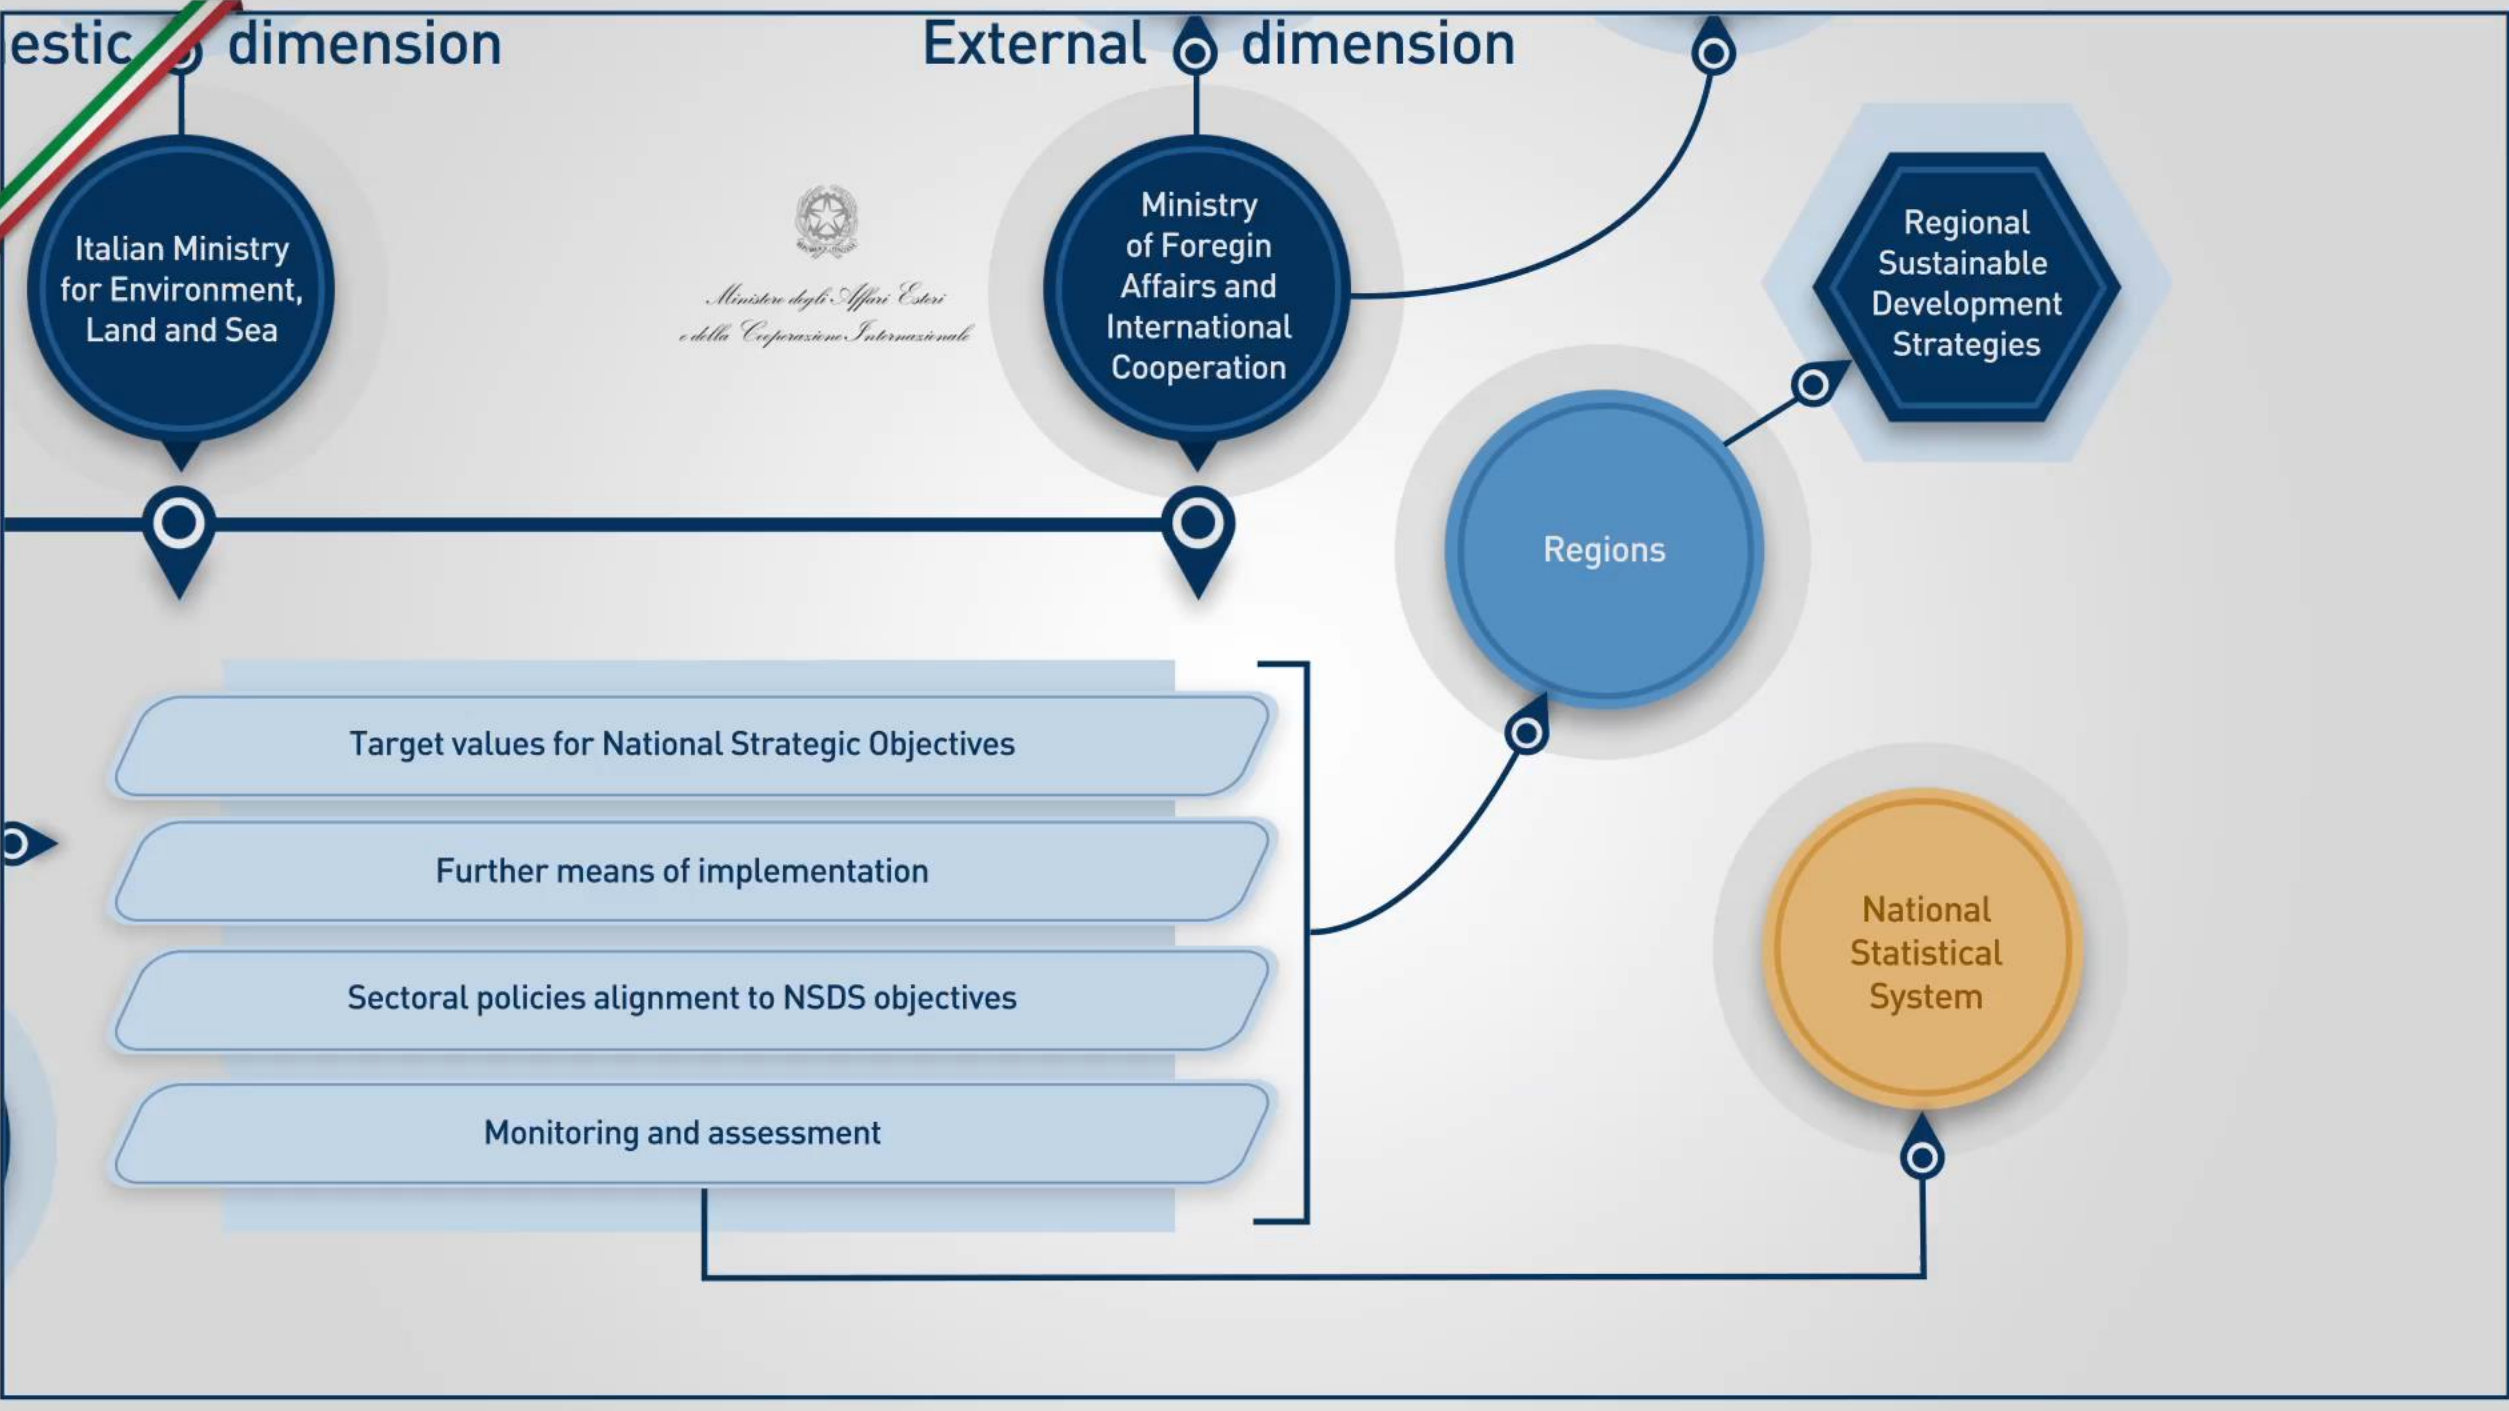 estic dimension
External dimension
Italian Ministry
for Environment,
Land and Sea
Ministero degli Affari Esteri
e della Cooperazione Internazionale
Ministry
of Foregin
Affairs and
International
Cooperation
Regional
Sustainable
Development
Strategies
Regions
Target values for National Strategic Objectives
Further means of implementation
Sectoral policies alignment to NSDS objectives
Monitoring and assessment
National
Statistical
System